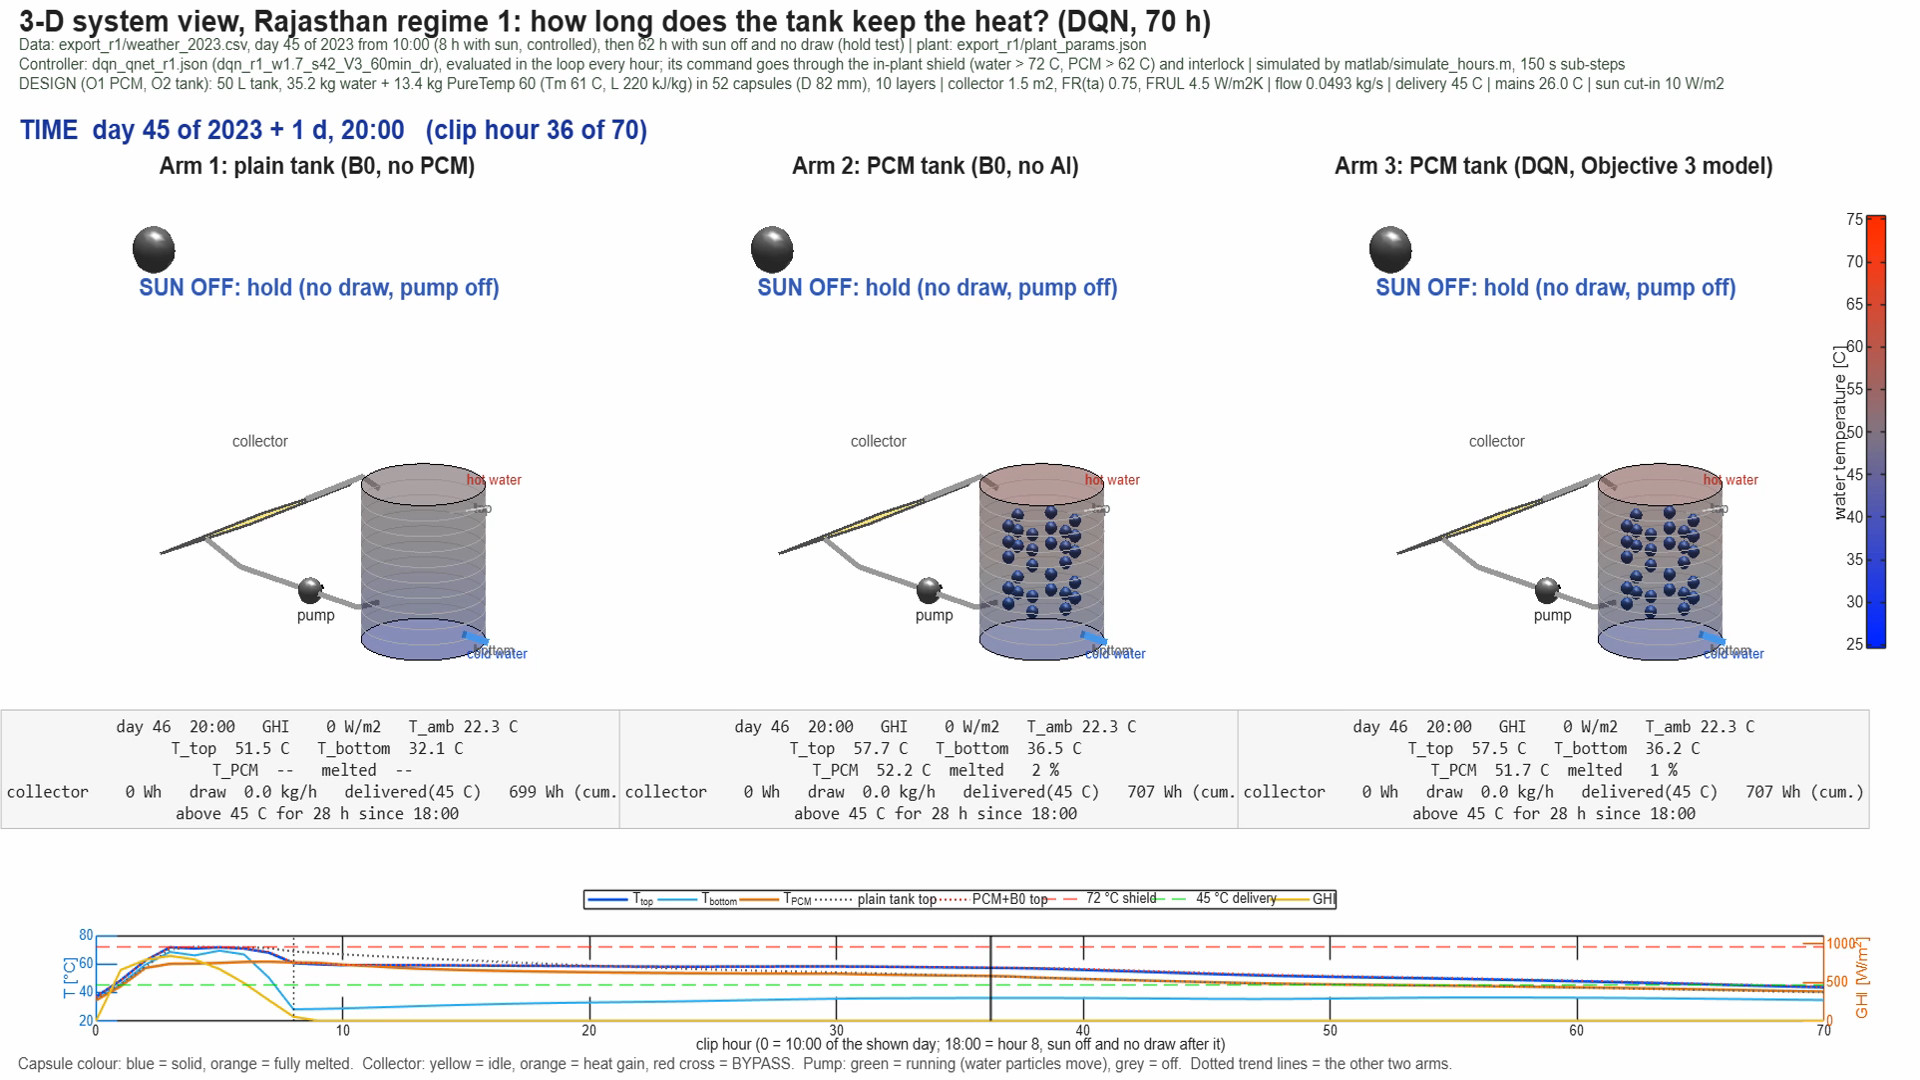 3-D system view, Rajasthan regime 1: how long does the tank keep the heat? (DQN, 70 h)
Data: export_r1/weather_2023.csv, day 45 of 2023 from 10:00 (8 h with sun, controlled), then 62 h with sun off and no draw (hold test) | plant: export_r1/plant_params.json
Controller: dqn_qnet_r1.json (dqn_r1_w1.7_s42_V3_60min_dr), evaluated in the loop every hour; its command goes through the in-plant shield (water > 72 C, PCM > 62 C) and interlock | simulated by matlab/simulate_hours.m, 150 s sub-steps
DESIGN (O1 PCM, O2 tank): 50 L tank, 35.2 kg water + 13.4 kg PureTemp 60 (Tm 61 C, L 220 kJ/kg) in 52 capsules (D 82 mm), 10 layers | collector 1.5 m2, FR(ta) 0.75, FRUL 4.5 W/m2K | flow 0.0493 kg/s | delivery 45 C | mains 26.0 C | sun cut-in 10 W/m2
TIME day 45 of 2023 + 1 d, 20:00 (clip hour 36 of 70)
Arm 1: plain tank (B0, no PCM)
Arm 2: PCM tank (B0, no AI)
Arm 3: PCM tank (DQN, Objective 3 model)
SUN OFF: hold (no draw, pump off)
SUN OFF: hold (no draw, pump off)
SUN OFF: hold (no draw, pump off)
collector
hot water
top
pump
bottom
cold water
collector
hot water
top
pump
bottom
cold water
collector
hot water
top
pump
bottom
cold water
75
70
65
60
55
50
45
40
35
30
25
water temperature [C]
day 46 20:00 GHI 0 W/m2 T_amb 22.3 C
T_top 51.5 C T_bottom 32.1 C
T_PCM -- melted --
collector 0 Wh draw 0.0 kg/h delivered(45 C) 699 Wh (cum.
above 45 C for 28 h since 18:00
day 46 20:00 GHI 0 W/m2 T_amb 22.3 C
T_top 57.7 C T_bottom 36.5 C
T_PCM 52.2 C melted 2 %
collector 0 Wh draw 0.0 kg/h delivered(45 C) 707 Wh (cum.
above 45 C for 28 h since 18:00
day 46 20:00 GHI 0 W/m2 T_amb 22.3 C
T_top 57.5 C T_bottom 36.2 C
T_PCM 51.7 C melted 1 %
collector 0 Wh draw 0.0 kg/h delivered(45 C) 707 Wh (cum.)
above 45 C for 28 h since 18:00
Ttop Tbottom TPCM plain tank top PCM+B0 top 72 °C shield 45 °C delivery GHI
80
60
40
20
T [°C]
1000
500
0
GHI [W/m2]
0 10 20 30 40 50 60 70
clip hour (0 = 10:00 of the shown day; 18:00 = hour 8, sun off and no draw after it)
Capsule colour: blue = solid, orange = fully melted. Collector: yellow = idle, orange = heat gain, red cross = BYPASS. Pump: green = running (water particles move), grey = off. Dotted trend lines = the other two arms.